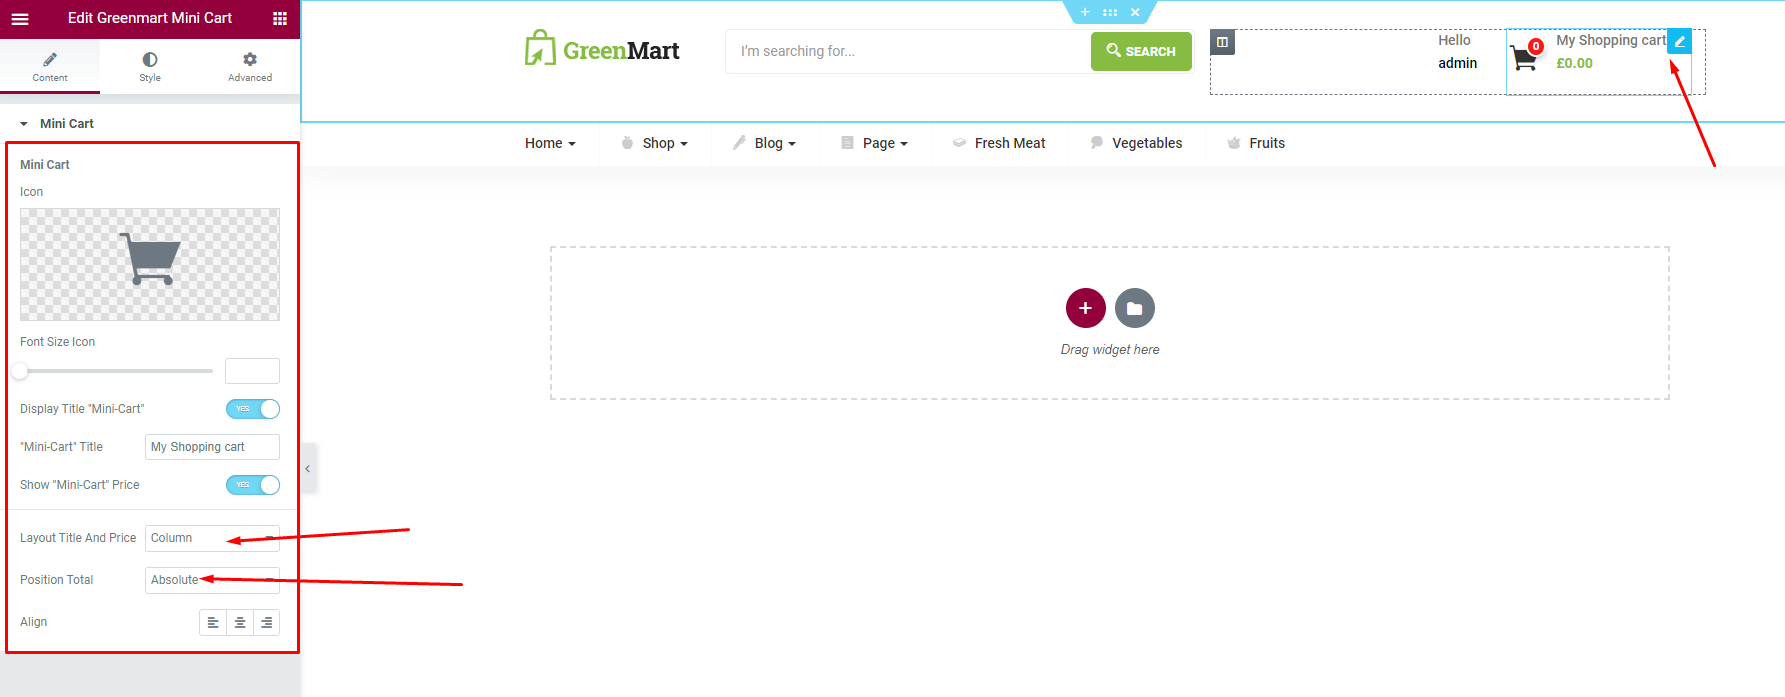 Edit Greenmart Mini Cart
Content
Style
Advanced
Mini Cart
Mini Cart
Icon
Font Size Icon
Display Title "Mini-Cart"
YES
"Mini-Cart" Title
My Shopping cart
Show "Mini-Cart" Price
YES
Layout Title And Price
Column
Position Total
Absolute
Align
GreenMart
I'm searching for...
SEARCH
Hello
admin
0
My Shopping cart
£0.00
Home
Shop
Blog
Page
Fresh Meat
Vegetables
Fruits
Drag widget here